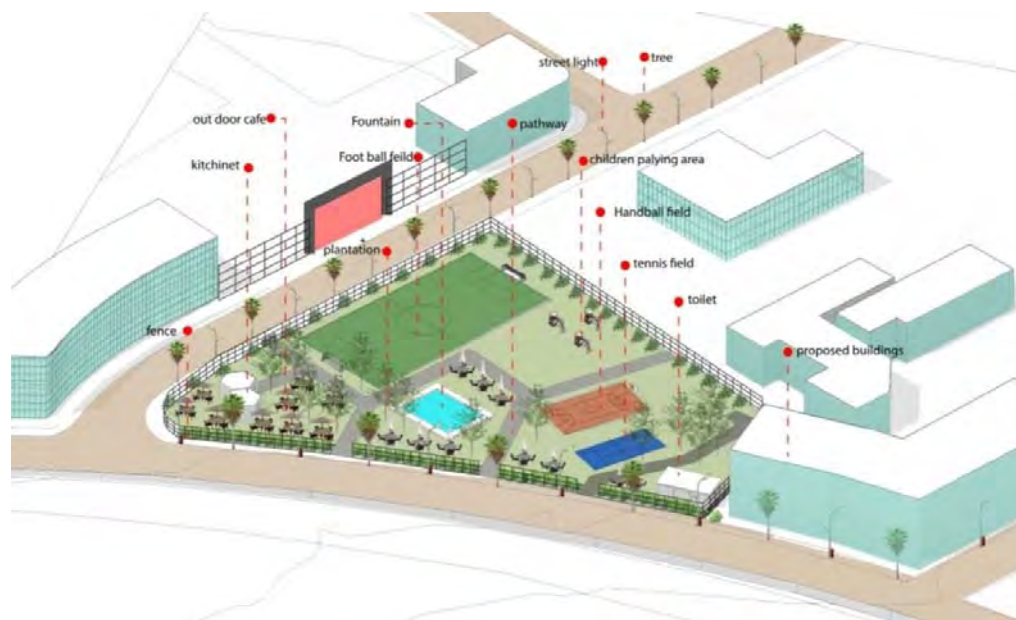 street light
tree
out door cafe
Fountain
pathway
kitchinet
Foot ball feild
children palying area
Handball field
plantation
tennis field
toilet
fence
proposed buildings